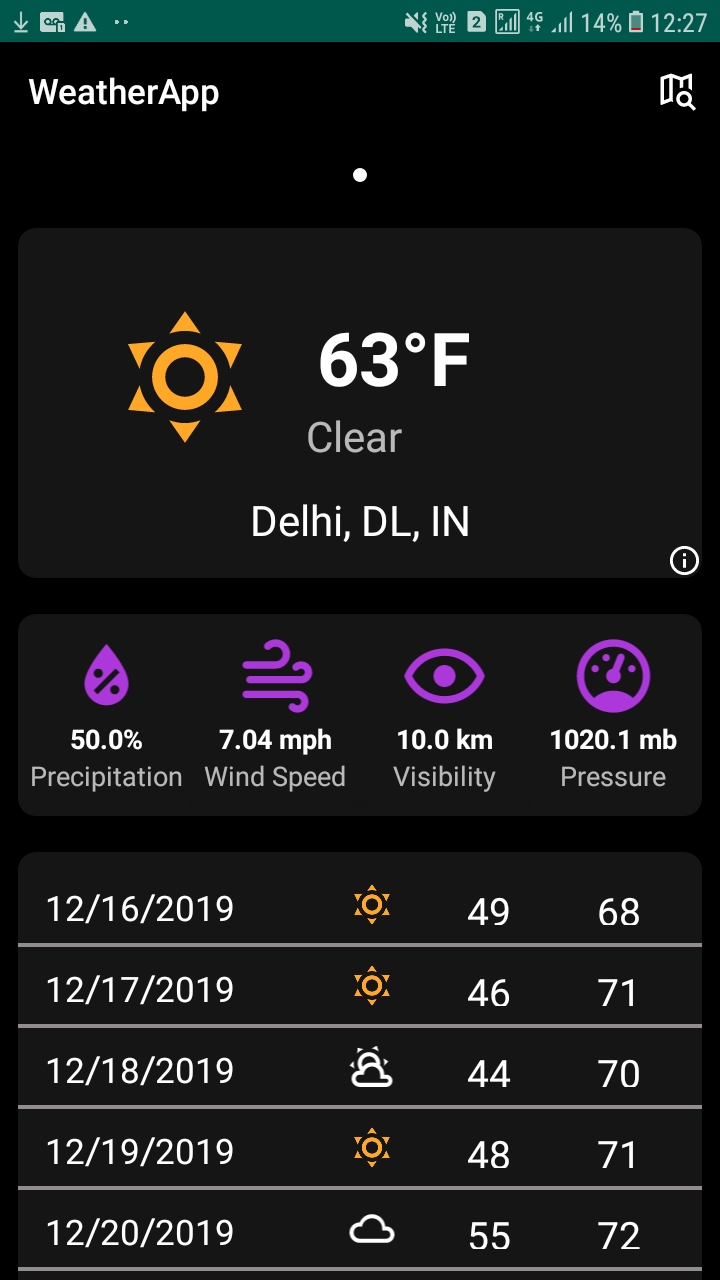 Vo))
LTE
2
R
4G
14%
12:27
WeatherApp
63°F
Clear
Delhi, DL, IN
50.0%
7.04 mph
10.0 km
1020.1 mb
Precipitation
Wind Speed
Visibility
Pressure
12/16/2019 49 68
12/17/2019 46 71
12/18/2019 44 70
12/19/2019 48 71
12/20/2019 55 72